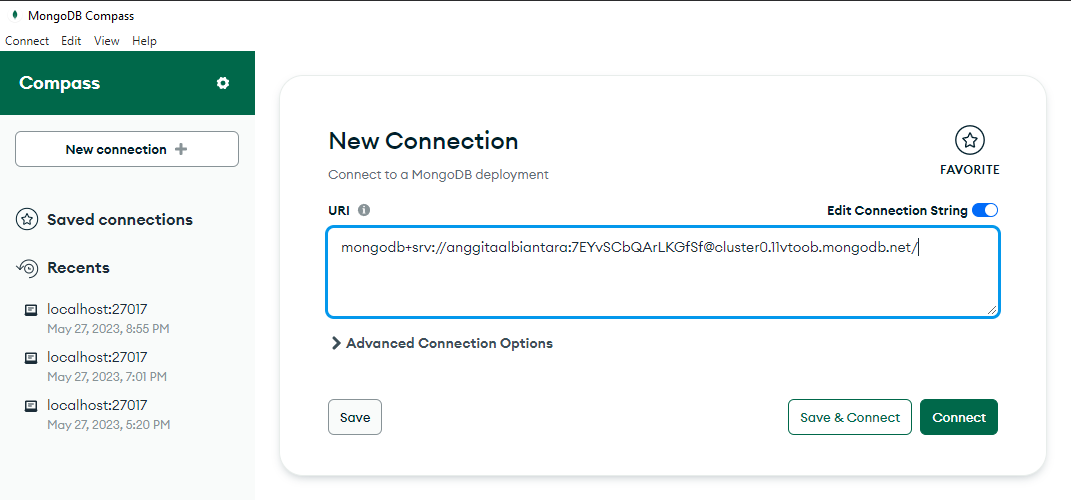 MongoDB Compass
Connect Edit View Help
Compass
New connection
Saved connections
Recents
localhost:27017
May 27, 2023, 8:55 PM
localhost:27017
May 27, 2023, 7:01 PM
localhost:27017
May 27, 2023, 5:20 PM
New Connection
FAVORITE
Connect to a MongoDB deployment
URI
Edit Connection String
mongodb+srv://anggitaalbiantara:7EYvSCbQArLKGfSf@cluster0.11vtoob.mongodb.net/
Advanced Connection Options
Save
Save & Connect
Connect